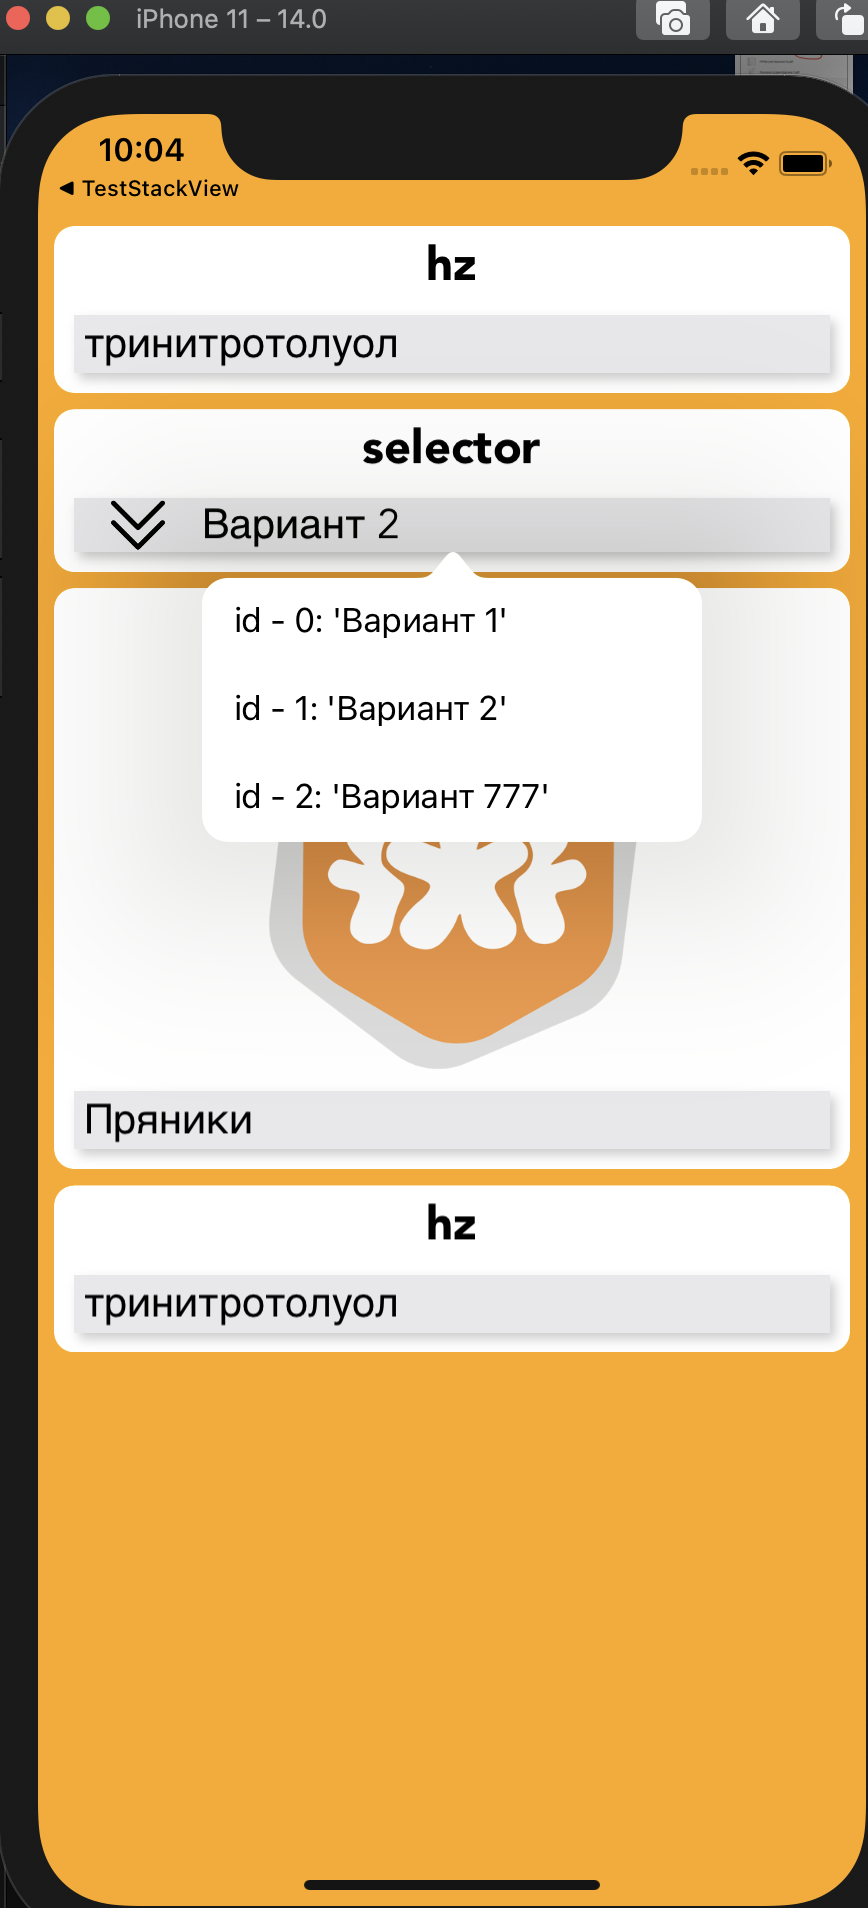 iPhone 11 – 14.0
10:04
TestStackView
hz
тринитротолуол
selector
Вариант 2
id - 0: 'Вариант 1'
id - 1: 'Вариант 2'
id - 2: 'Вариант 777'
Пряники
hz
тринитротолуол